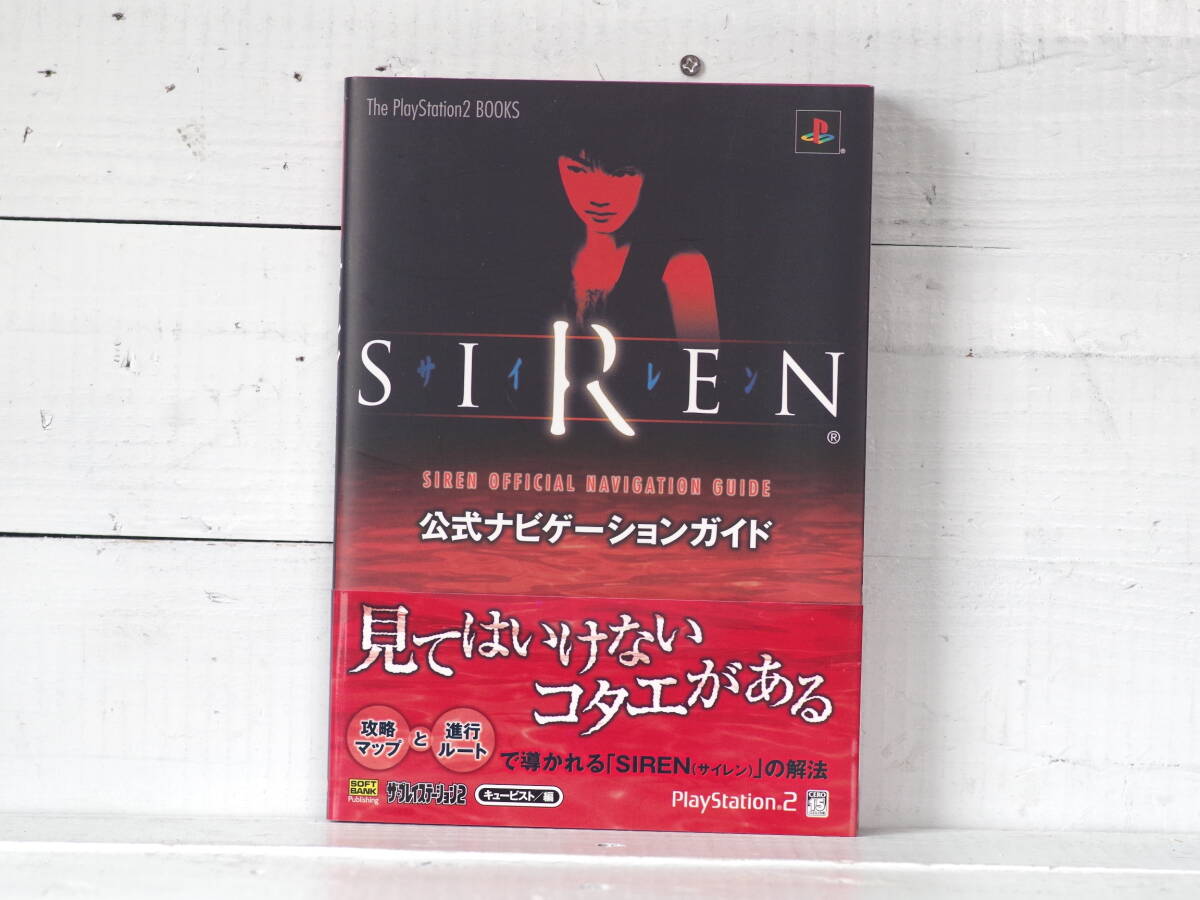 The PlayStation2 BOOKS
SIREN
サイレン
®
SIREN OFFICIAL NAVIGATION GUIDE
公式ナビゲーションガイド
見てはいけない
コタエがある
攻略
マップ
と
進行
ルート
で導かれる「SIREN(サイレン)」の解法
SOFT
BANK
Publishing
ザ・プレイステーション2
キュービスト/編
PlayStation®2
CERO
15